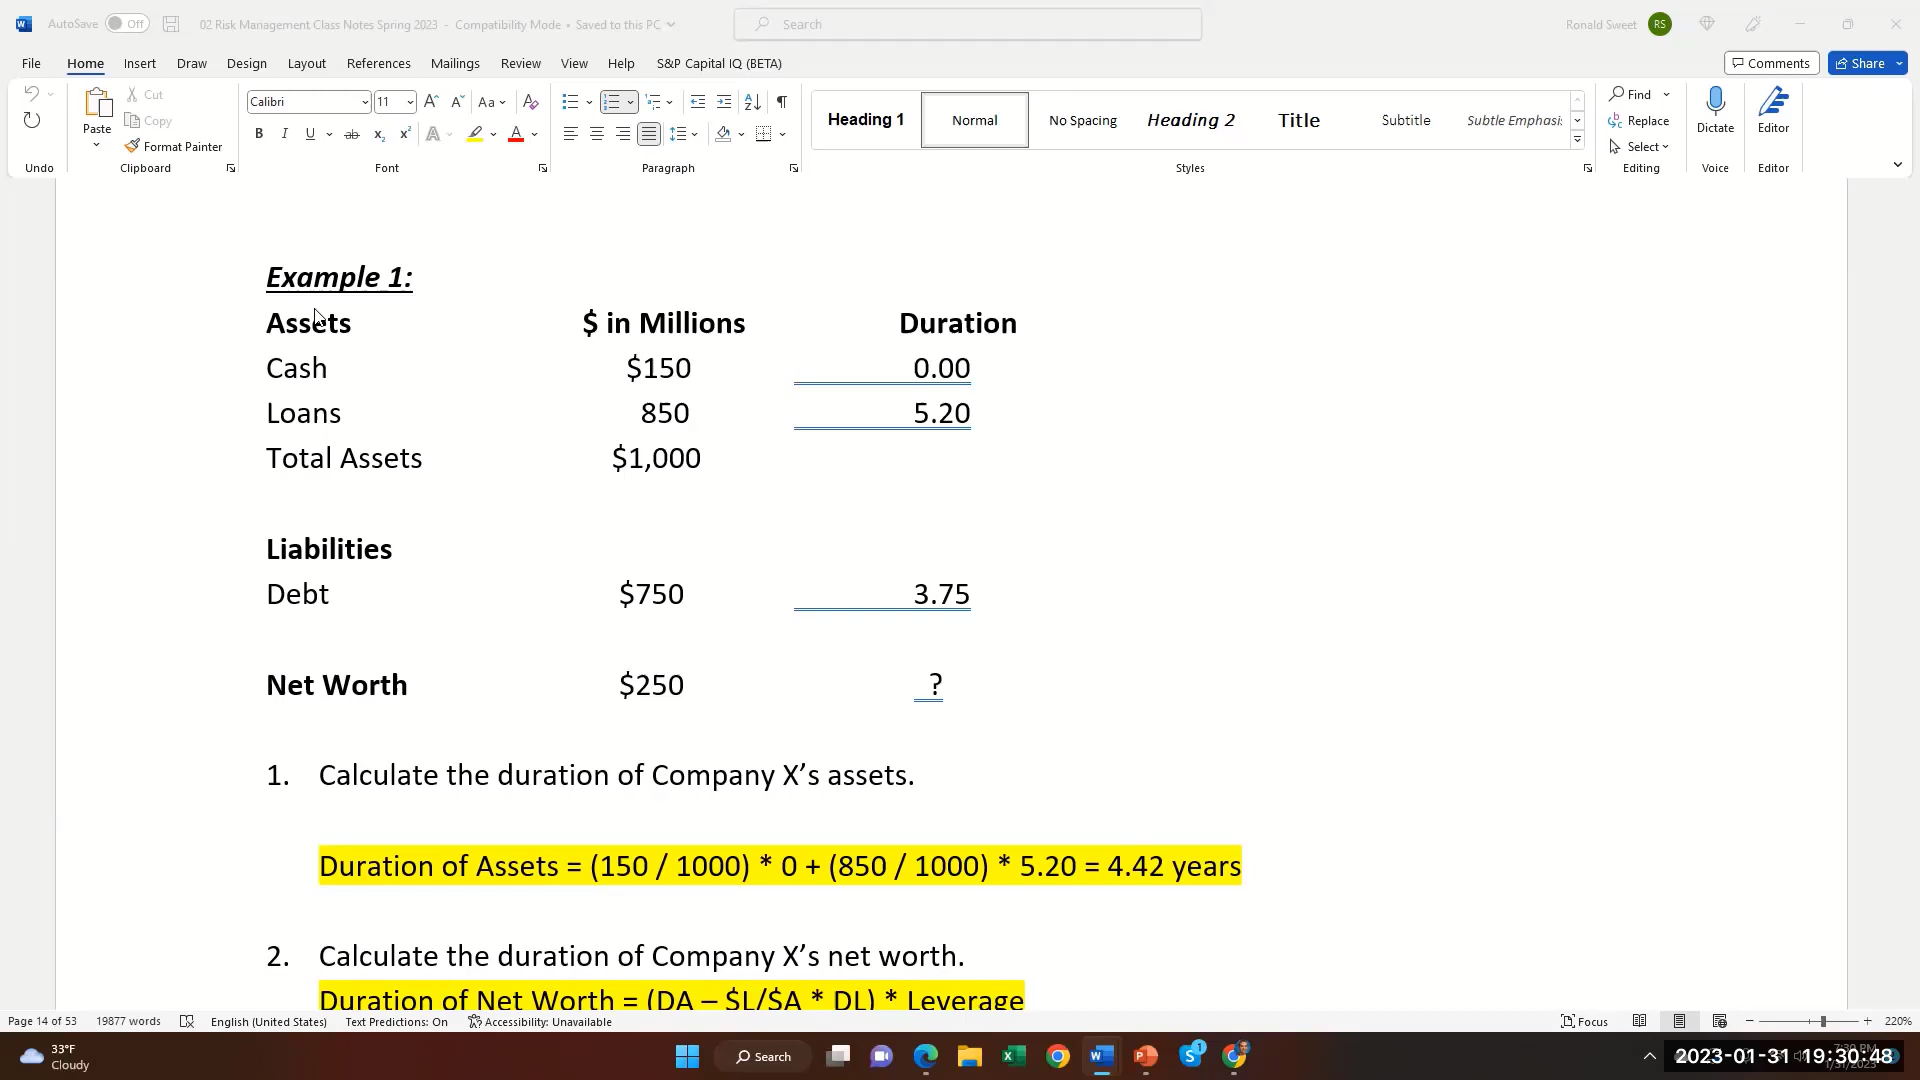 AutoSave Off 02 Risk Management Class Notes Spring 2023 - Compatibility Mode • Saved to this PC Search Ronald Sweet RS
File Home Insert Draw Design Layout References Mailings Review View Help S&P Capital IQ (BETA) Comments Share
Paste Cut Copy Format Painter
Calibri 11
Heading 1 Normal No Spacing Heading 2 Title Subtitle Subtle Emphasis
Find Replace Select Dictate Editor
Undo Clipboard Font Paragraph Styles Editing Voice Editor
Example 1:
Assets $ in Millions Duration
Cash $150 0.00
Loans 850 5.20
Total Assets $1,000
Liabilities
Debt $750 3.75
Net Worth $250 ?
1. Calculate the duration of Company X’s assets.
Duration of Assets = (150 / 1000) * 0 + (850 / 1000) * 5.20 = 4.42 years
2. Calculate the duration of Company X’s net worth.
Duration of Net Worth = (DA – $L/$A * DL) * Leverage
Page 14 of 53 19877 words English (United States) Text Predictions: On Accessibility: Unavailable Focus 220%
33°F
Cloudy
Search
2023-01-31 19:30:48